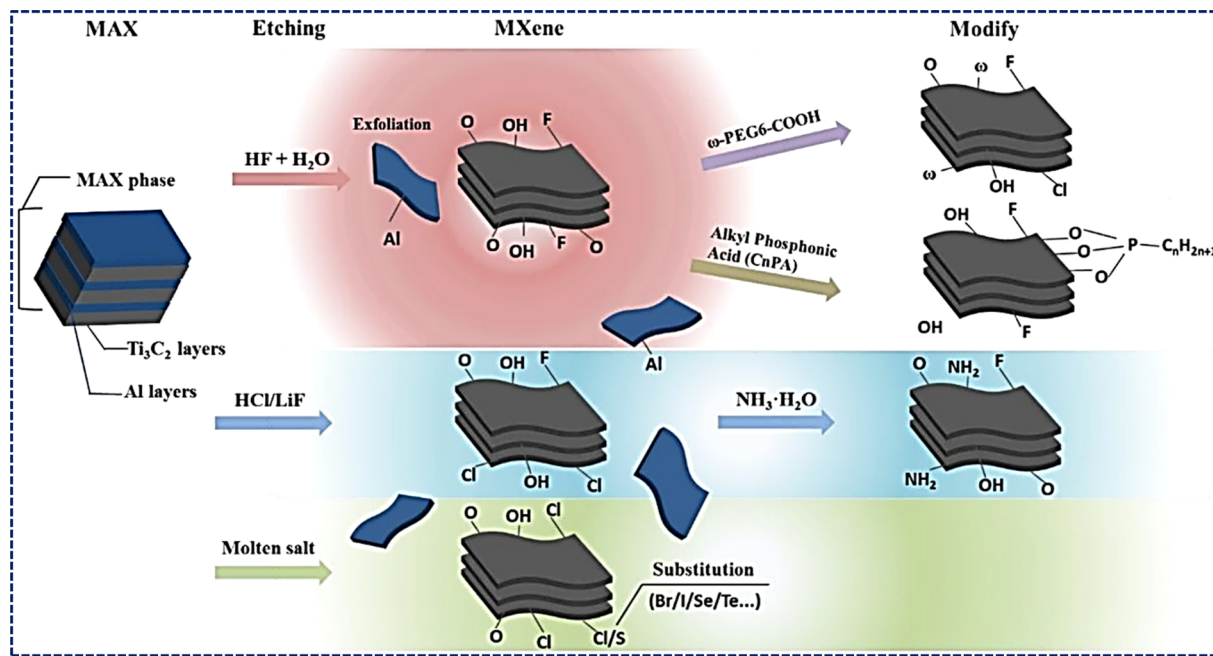 MAX
Etching
MXene
Modify
MAX phase
Ti₃C₂ layers
Al layers
HF + H₂O
Exfoliation
Al
O
OH
F
O
OH
F
O
Al
ω-PEG6-COOH
O
ω
F
ω
OH
Cl
Alkyl Phosphonic
Acid (CnPA)
OH
F
O
O
O
P
OH
F
HCl/LiF
O
OH
F
Cl
OH
Cl
NH₃·H₂O
O
NH₂
F
NH₂
OH
O
Molten salt
O
OH
Cl
O
Cl
Cl/S
Substitution
(Br/I/Se/Te...)